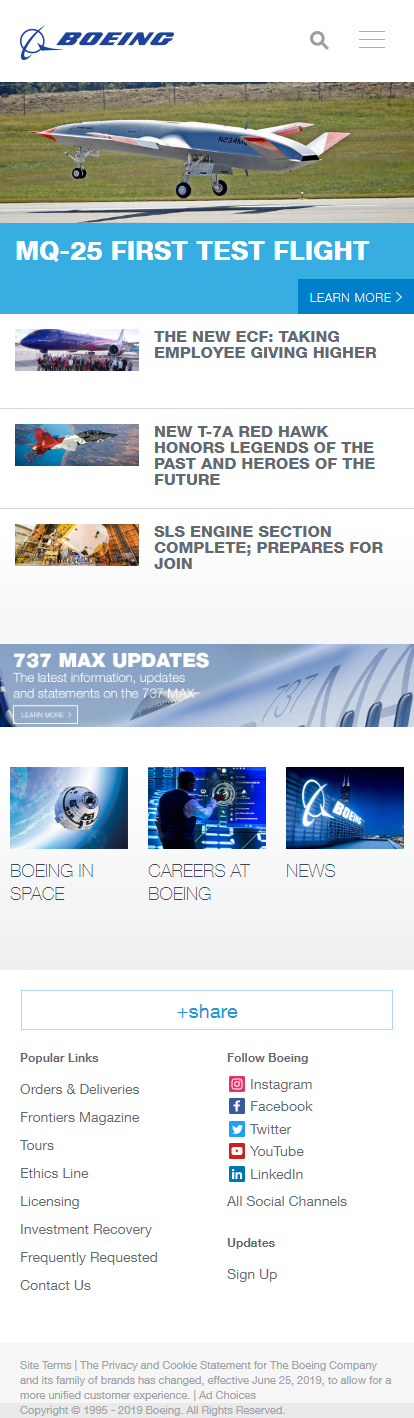 BOEING
N234MQ
MQ-25 FIRST TEST FLIGHT
LEARN MORE
THE NEW ECF: TAKING
EMPLOYEE GIVING HIGHER
NEW T-7A RED HAWK
HONORS LEGENDS OF THE
PAST AND HEROES OF THE
FUTURE
SLS ENGINE SECTION
COMPLETE; PREPARES FOR
JOIN
737 MAX UPDATES
The latest information, updates
and statements on the 737 MAX
LEARN MORE
737
BOEING
BOEING IN
SPACE
CAREERS AT
BOEING
NEWS
+share
Popular Links
Orders & Deliveries
Frontiers Magazine
Tours
Ethics Line
Licensing
Investment Recovery
Frequently Requested
Contact Us
Follow Boeing
Instagram
Facebook
Twitter
YouTube
LinkedIn
All Social Channels
Updates
Sign Up
Site Terms | The Privacy and Cookie Statement for The Boeing Company
and its family of brands has changed, effective June 25, 2019, to allow for a
more unified customer experience. | Ad Choices
Copyright © 1995 - 2019 Boeing. All Rights Reserved.